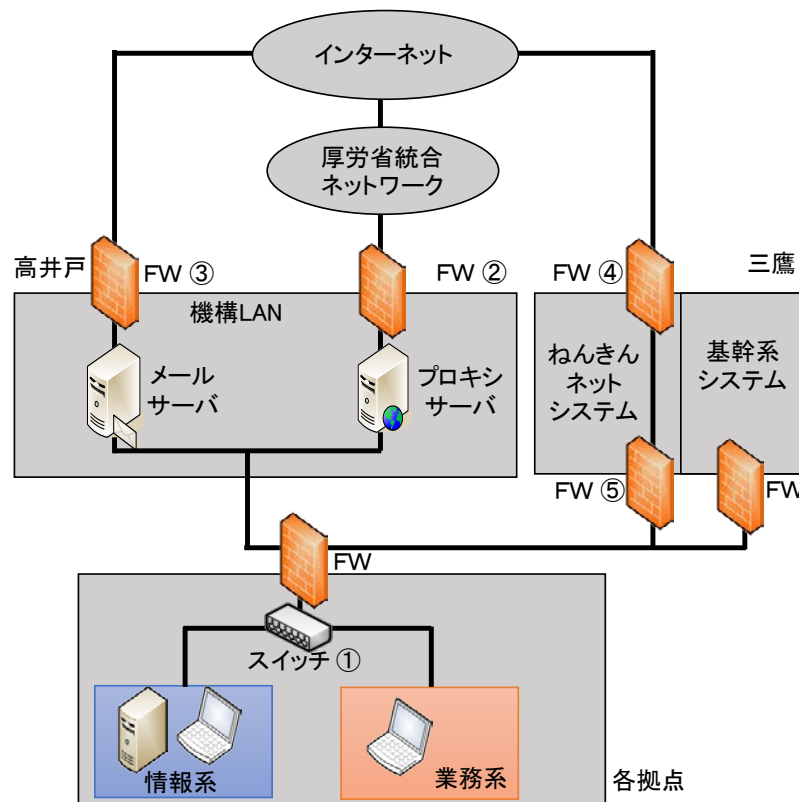 インターネット
厚労省統合
ネットワーク
高井戸
FW ③
FW ②
FW ④
三鷹
機構LAN
メール
サーバ
プロキシ
サーバ
ねんきん
ネット
システム
基幹系
システム
FW ⑤
FW
FW
スイッチ ①
情報系
業務系
各拠点